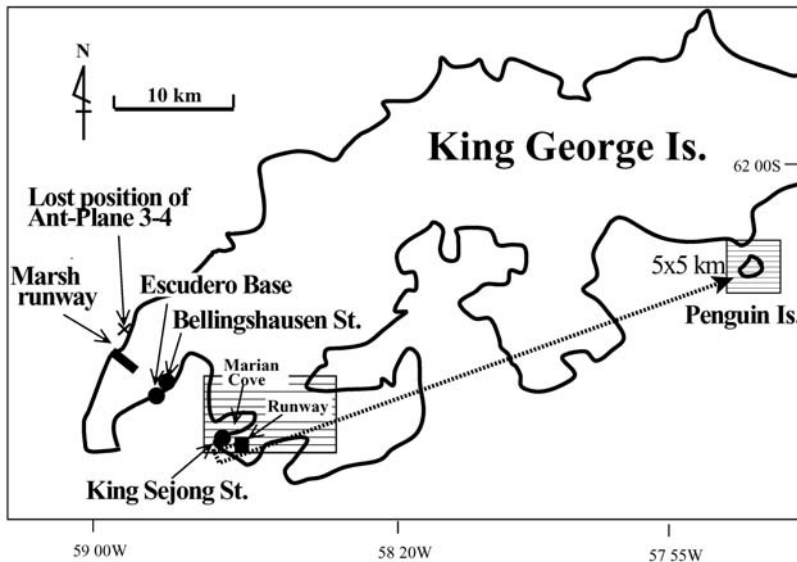 N
10 km
King George Is.
62 00S
Lost position of
Ant-Plane 3-4
Marsh
runway
Escudero Base
Bellingshausen St.
5x5 km
Penguin Is.
Marian
Cove
Runway
King Sejong St.
59 00W
58 20W
57 55W